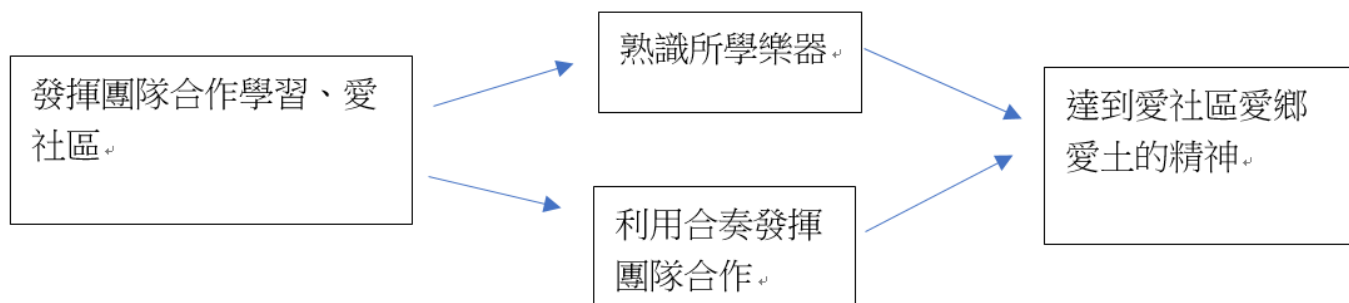 發揮團隊合作學習、愛
社區
熟識所學樂器
利用合奏發揮
團隊合作
達到愛社區愛鄉
愛土的精神